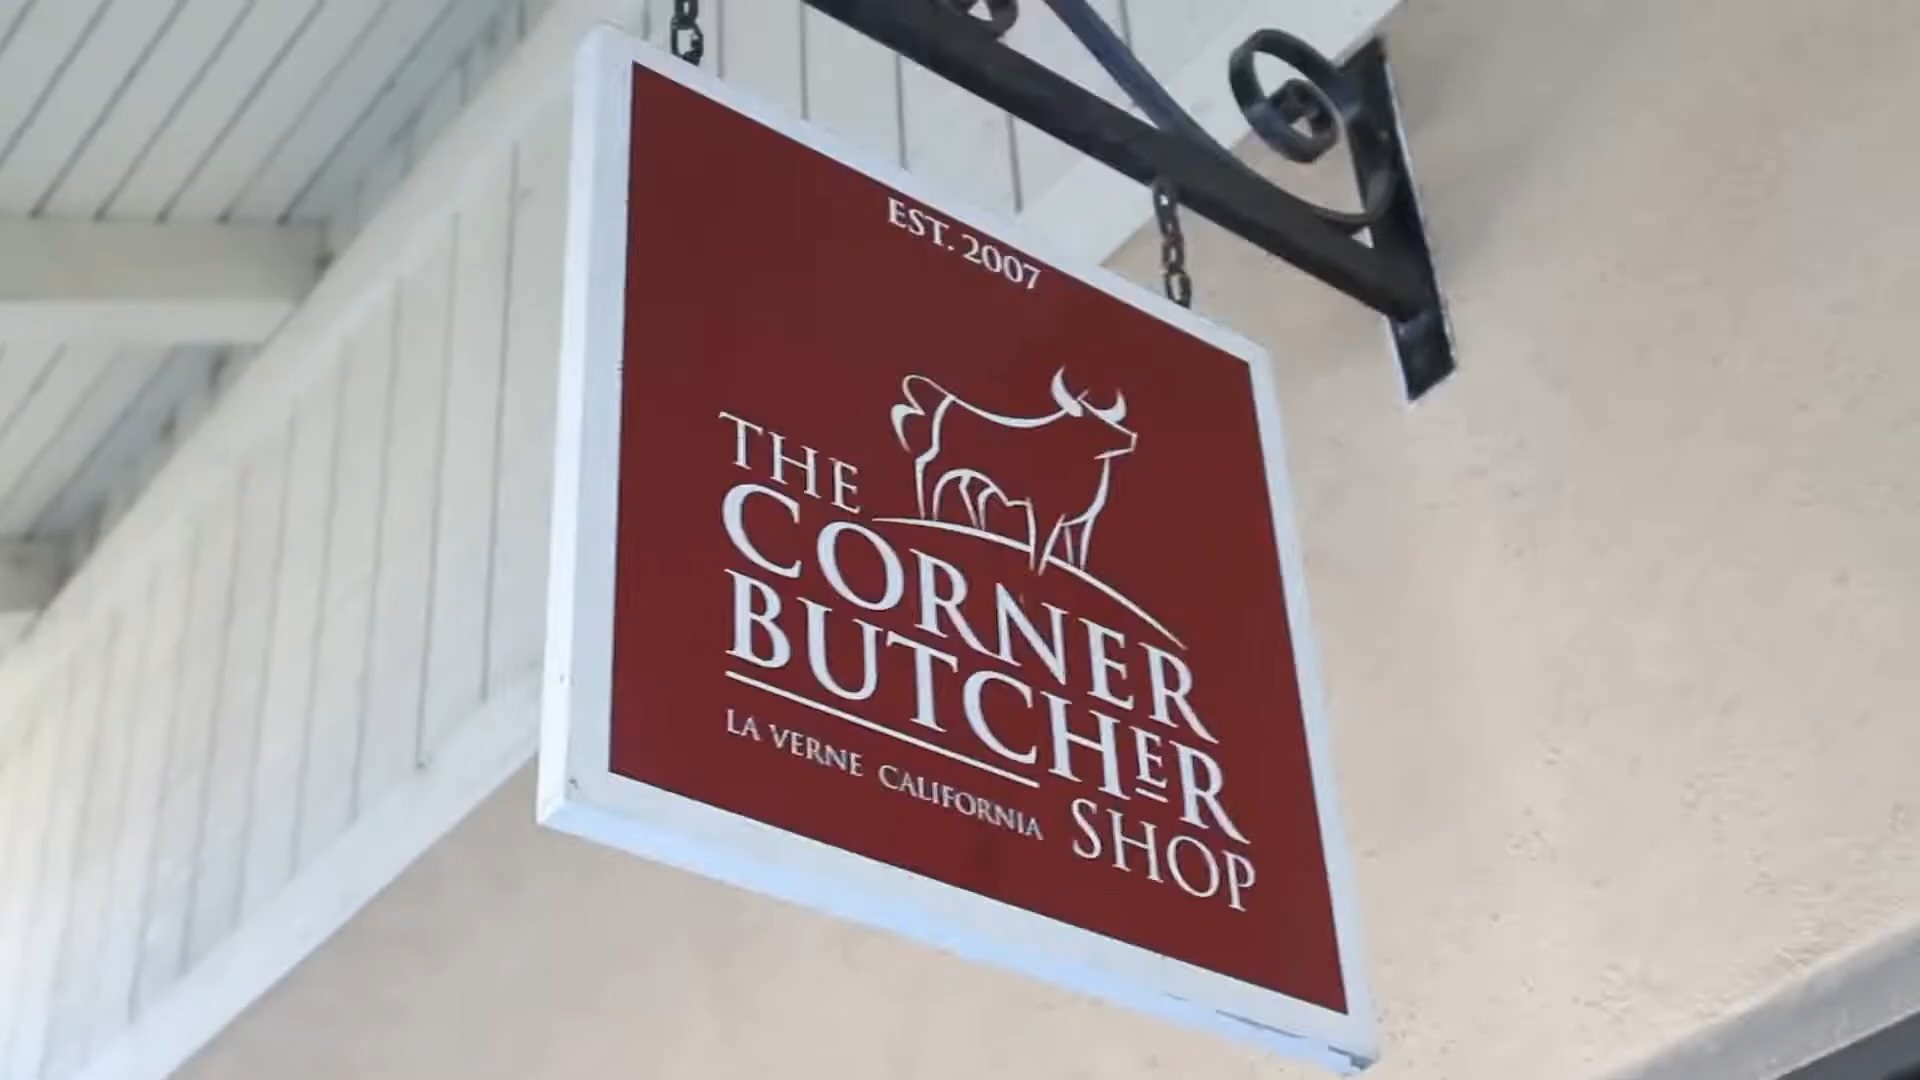 EST. 2007
THE
CORNER
BUTCHER
LA VERNE CALIFORNIA SHOP